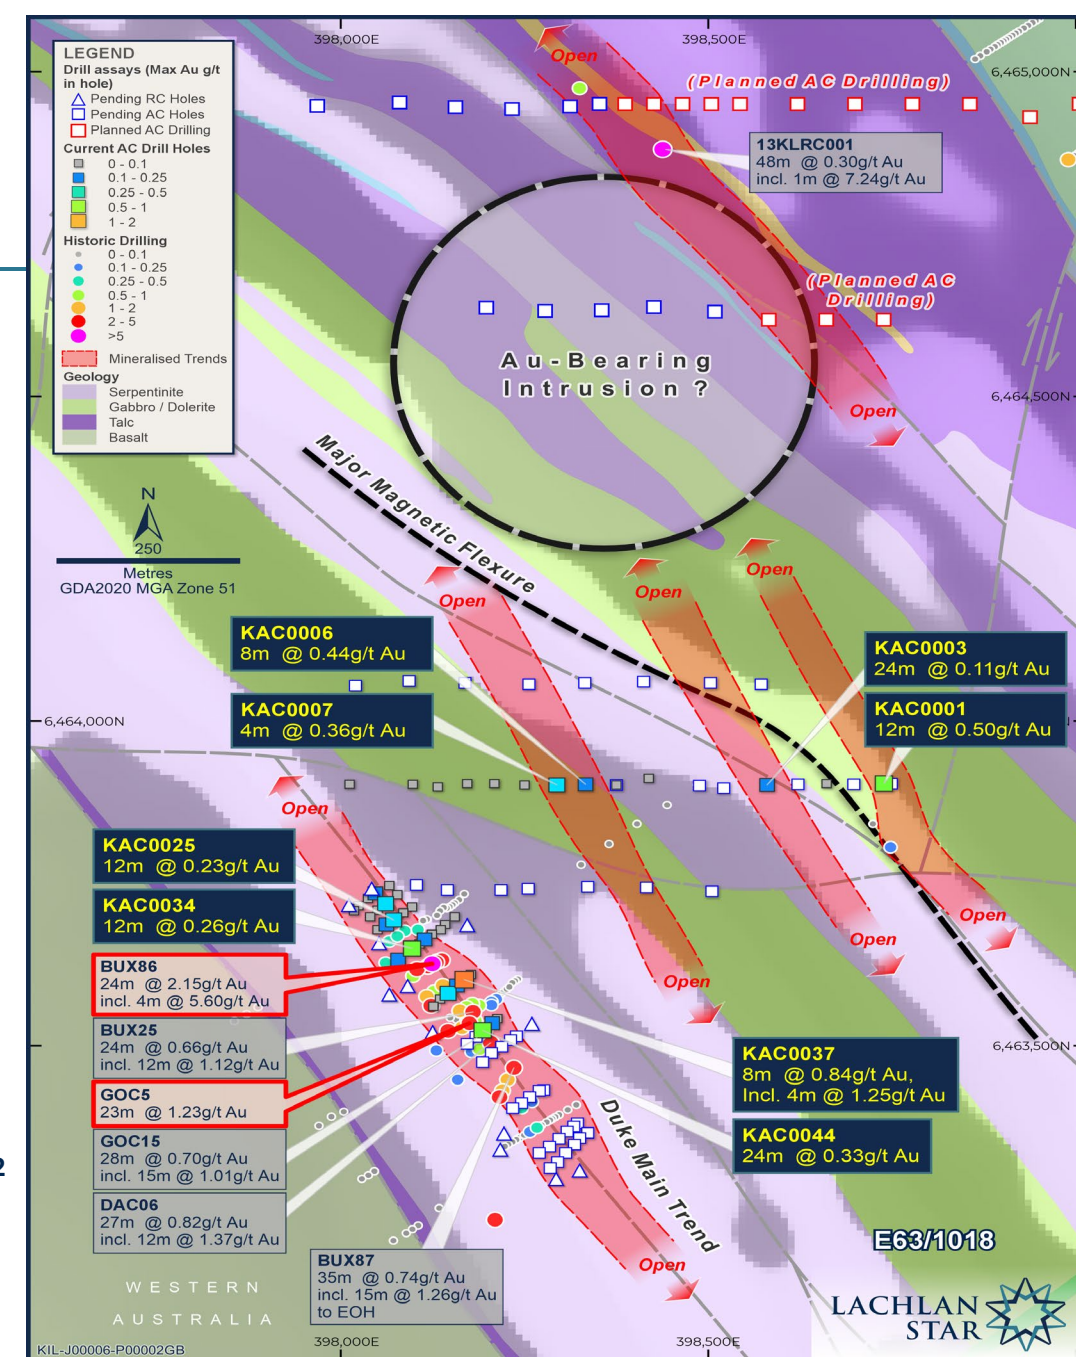 398,000E
398,500E
LEGEND
Drill assays (Max Au g/t
in hole)
Pending RC Holes
Pending AC Holes
Planned AC Drilling
Current AC Drill Holes
0 - 0.1
0.1 - 0.25
0.25 - 0.5
0.5 - 1
1 - 2
Historic Drilling
0 - 0.1
0.1 - 0.25
0.25 - 0.5
0.5 - 1
1 - 2
2 - 5
>5
Mineralised Trends
Geology
Serpentinite
Gabbro / Dolerite
Talc
Basalt
Open
6,465,000N
(Planned AC Drilling)
13KLRC001
48m @ 0.30g/t Au
incl. 1m @ 7.24g/t Au
(Planned AC
Drilling)
Au-Bearing
Intrusion ?
6,464,500N
Open
Major Magnetic Flexure
N
250
Metres
GDA2020 MGA Zone 51
Open
Open
Open
KAC0006
8m @ 0.44g/t Au
KAC0003
24m @ 0.11g/t Au
KAC0007
4m @ 0.36g/t Au
KAC0001
12m @ 0.50g/t Au
6,464,000N
N
Open
KAC0025
12m @ 0.23g/t Au
KAC0034
12m @ 0.26g/t Au
Open
Open
BUX86
24m @ 2.15g/t Au
incl. 4m @ 5.60g/t Au
Open
BUX25
24m @ 0.66g/t Au
incl. 12m @ 1.12g/t Au
6,463,500N
KAC0037
8m @ 0.84g/t Au,
Incl. 4m @ 1.25g/t Au
GOC5
23m @ 1.23g/t Au
KAC0044
24m @ 0.33g/t Au
GOC15
28m @ 0.70g/t Au
incl. 15m @ 1.01g/t Au
Duke Main Trend
2
DAC06
27m @ 0.82g/t Au
incl. 12m @ 1.37g/t Au
E63/1018
BUX87
35m @ 0.74g/t Au
incl. 15m @ 1.26g/t Au
to EOH
Open
WESTERN
AUSTRALIA
LACHLAN
STAR
398,000E
398,500E
KIL-J00006-P00002GB